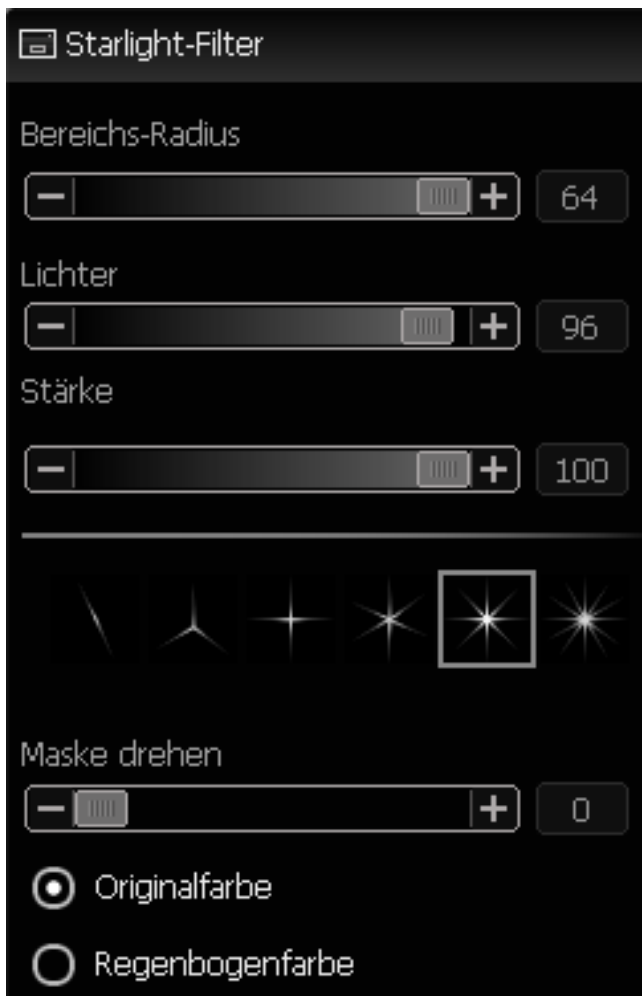 Starlight-Filter
Bereichs-Radius
64
Lichter
96
Stärke
100
Maske drehen
0
Originalfarbe
Regenbogenfarbe